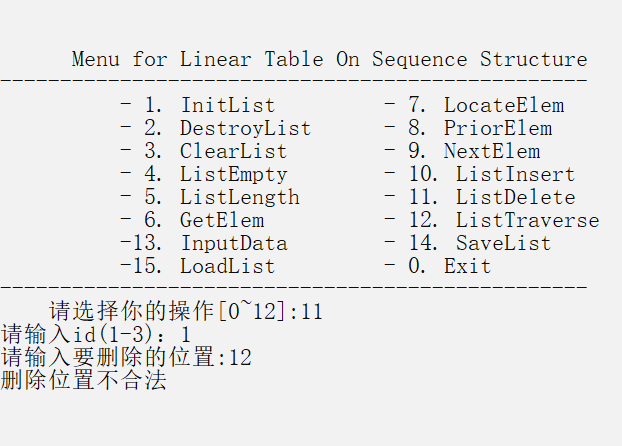 Menu for Linear Table On Sequence Structure
-------------------------------------------------
- 1. InitList - 7. LocateElem
- 2. DestroyList - 8. PriorElem
- 3. ClearList - 9. NextElem
- 4. ListEmpty - 10. ListInsert
- 5. ListLength - 11. ListDelete
- 6. GetElem - 12. ListTraverse
-13. InputData - 14. SaveList
-15. LoadList - 0. Exit
-------------------------------------------------
请选择你的操作[0~12]:11
请输入id(1-3)：1
请输入要删除的位置:12
删除位置不合法